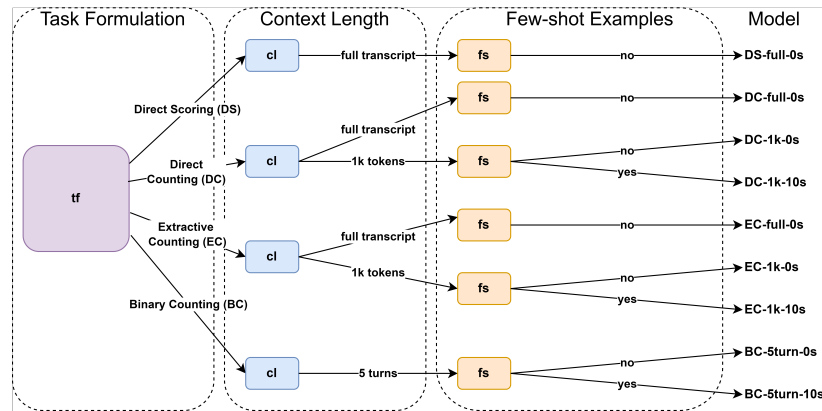 Task Formulation
Context Length
Few-shot Examples
Model
cl
full transcript
fs
no
DS-full-0s
Direct Scoring (DS)
fs
no
DC-full-0s
full transcript
tf
Direct
Counting (DC)
cl
1k tokens
fs
no
DC-1k-0s
yes
DC-1k-10s
Extractive
Counting (EC)
cl
full transcript
fs
no
EC-full-0s
1k tokens
fs
no
EC-1k-0s
yes
EC-1k-10s
Binary Counting (BC)
cl
5 turns
fs
no
BC-5turn-0s
yes
BC-5turn-10s